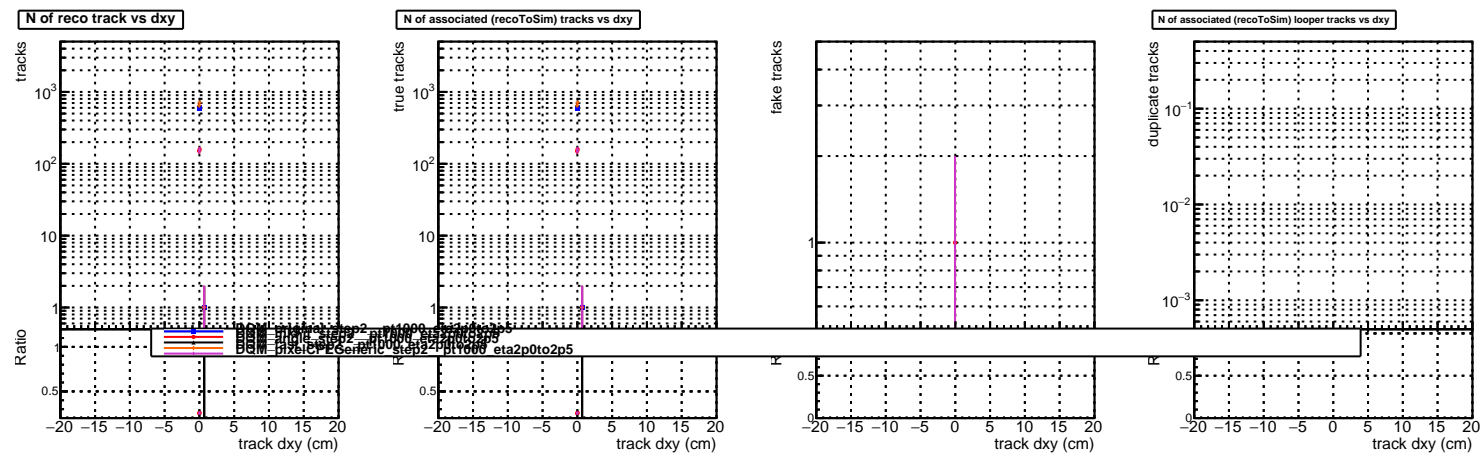 N of reco track vs dxy
N of associated (recoToSim) tracks vs dxy
N of associated (recoToSim) looper tracks vs dxy
tracks
10³
10²
10
1
Ratio
1
0.5
−20 −15 −10 −5 0 5 10 15 20
track dxy (cm)
true tracks
10³
10²
10
1
0.5
−20 −15 −10 −5 0 5 10 15 20
track dxy (cm)
fake tracks
1
0.5
0
−20 −15 −10 −5 0 5 10 15 20
track dxy (cm)
duplicate tracks
10⁻¹
10⁻²
10⁻³
0.5
0
−20 −15 −10 −5 0 5 10 15 20
track dxy (cm)
DQM_pixelCPEGeneric_step2 pt1000_eta2p0to2p5